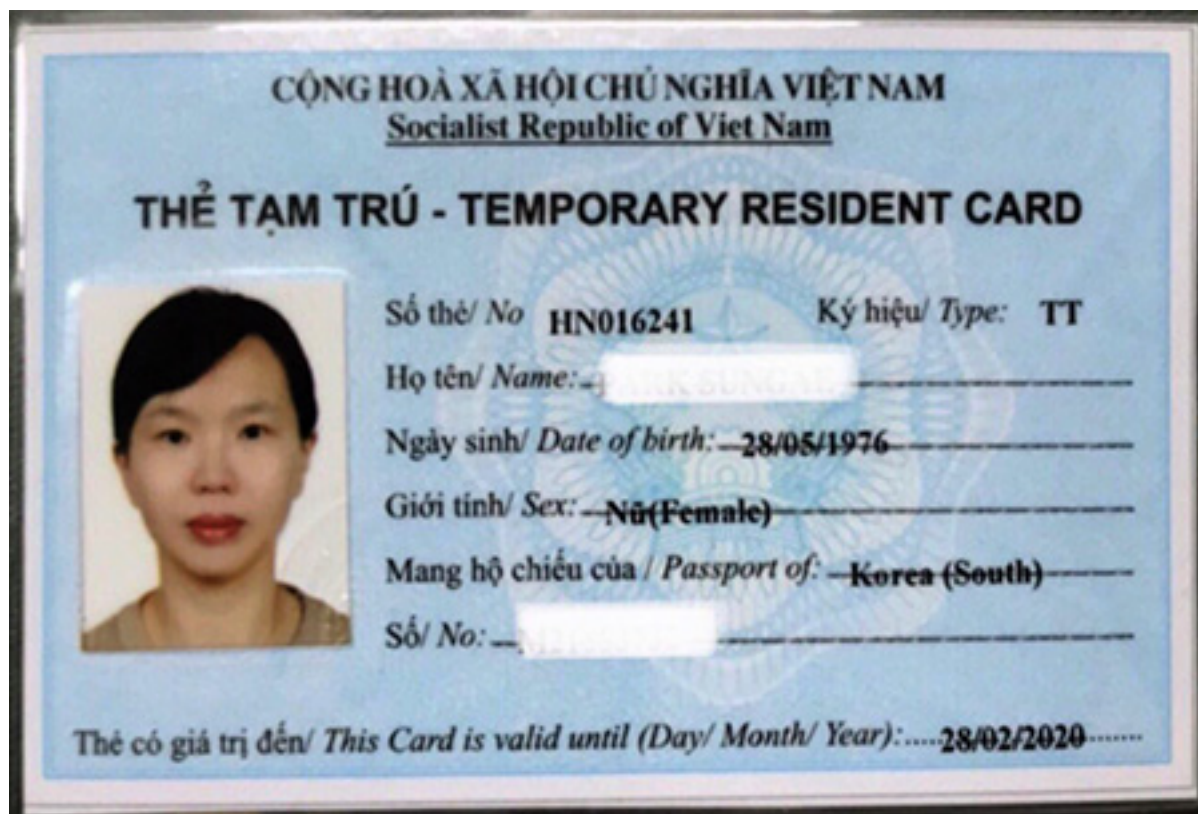 CỘNG HOÀ XÃ HỘI CHỦ NGHĨA VIỆT NAM
Socialist Republic of Viet Nam
THẺ TẠM TRÚ - TEMPORARY RESIDENT CARD
Số thẻ/ No HN016241 Ký hiệu/ Type: TT
Họ tên/ Name:
Ngày sinh/ Date of birth: 28/05/1976
Giới tính/ Sex: Nữ(Female)
Mang hộ chiếu của / Passport of: Korea (South)
Số/ No:
Thẻ có giá trị đến/ This Card is valid until (Day/ Month/ Year): 28/02/2020